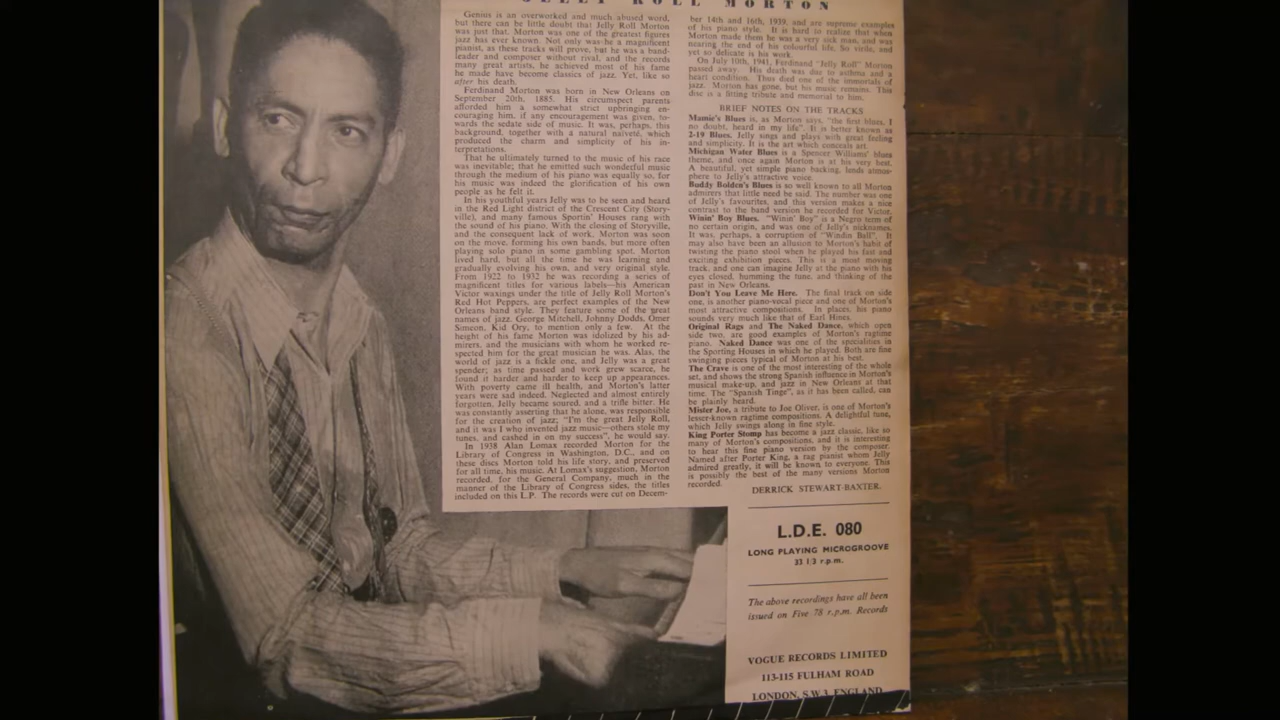 JELLY ROLL MORTON
Genius is an overworked and much abused word,
but there can be little doubt that Jelly Roll Morton
was just that. Morton was one of the greatest figures
jazz has ever known. Not only was he a magnificent
pianist, as these tracks will prove, but he was a band-
leader and composer without rival, and the records
many great artists, he achieved most of his fame
he made have become classics of jazz. Yet, like so
after his death.
Ferdinand Morton was born in New Orleans on
September 20th, 1885. His circumspect parents
afforded him a somewhat strict upbringing en-
couraging him, if any encouragement was given, to-
wards the sedate side of music. It was, perhaps, this
background, together with a natural naiveté, which
produced the charm and simplicity of his in-
terpretations.
That he ultimately turned to the music of his race
was inevitable; that he emitted such wonderful music
through the medium of his piano was equally so, for
his music was indeed the glorification of his own
people as he felt it.
In his youthful years Jelly was to be seen and heard
in the Red Light district of the Crescent City (Story-
ville), and many famous Sportin' Houses rang with
the sound of his piano. With the closing of Storyville,
and the consequent lack of work, Morton was soon
on the move, forming his own bands, but more often
playing solo piano in some gambling spot. Morton
lived hard, but all the time he was learning and
gradually evolving his own, and very original style.
From 1922 to 1932 he was recording a series of
magnificent titles for various labels—his American
Victor waxings under the title of Jelly Roll Morton's
Red Hot Peppers, are perfect examples of the New
Orleans band style. They feature some of the great
names of jazz, George Mitchell, Johnny Dodds, Omer
Simeon, Kid Ory, to mention only a few. At the
height of his fame Morton was idolized by his ad-
mirers, and the musicians with whom he worked re-
spected him for the great musician he was. Alas, the
world of jazz is a fickle one, and Jelly was a great
spender; as time passed and work grew scarce, he
found it harder and harder to keep up appearances.
With poverty came ill health, and Morton's latter
years were sad indeed. Neglected and almost entirely
forgotten, Jelly became soured, and a trifle bitter. He
was constantly asserting that he alone, was responsible
for the creation of jazz; "I'm the great Jelly Roll,
and it was I who invented jazz music—others stole my
tunes, and cashed in on my success", he would say.
In 1938 Alan Lomax recorded Morton for the
Library of Congress in Washington, D.C., and on
these discs Morton told his life story, and preserved
for all time, his music. At Lomax's suggestion, Morton
recorded, for the General Company, much in the
manner of the Library of Congress sides, the titles
included on this L.P. The records were cut on Decem-
ber 14th and 16th, 1939, and are supreme examples
of his piano style. It is hard to realize that when
Morton made them he was a very sick man, and was
nearing the end of his colourful life. So virile, and
yet so delicate is his work.
On July 10th, 1941, Ferdinand "Jelly Roll" Morton
passed away. His death was due to asthma and a
heart condition. Thus died one of the immortals of
jazz. Morton has gone, but his music remains. This
disc is a fitting tribute and memorial to him.
BRIEF NOTES ON THE TRACKS
Mamie's Blues is, as Morton says, "the first blues, I
no doubt, heard in my life". It is better known as
2-19 Blues. Jelly sings and plays with great feeling
and simplicity. It is the art which conceals art.
Michigan Water Blues is a Spencer Williams' blues
theme, and once again Morton is at his very best.
A beautiful, yet simple piano backing, lends atmos-
phere to Jelly's attractive voice.
Buddy Bolden's Blues is so well known to all Morton
admirers that little need be said. The number was one
of Jelly's favourites, and this version makes a nice
contrast to the band version he recorded for Victor.
Winin' Boy Blues. "Winin' Boy" is a Negro term of
no certain origin, and was one of Jelly's nicknames.
It was, perhaps, a corruption of "Windin Ball". It
may also have been an allusion to Morton's habit of
twisting the piano stool when he played his fast and
exciting exhibition pieces. This is a most moving
track, and one can imagine Jelly at the piano with his
eyes closed, humming the tune, and thinking of the
past in New Orleans.
Don't You Leave Me Here. The final track on side
one, is another piano-vocal piece and one of Morton's
most attractive compositions. In places, his piano
sounds very much like that of Earl Hines.
Original Rags and The Naked Dance, which open
side two, are good examples of Morton's ragtime
piano. Naked Dance was one of the specialities in
the Sporting Houses in which he played. Both are fine
swinging pieces typical of Morton at his best.
The Crave is one of the most interesting of the whole
set, and shows the strong Spanish influence in Morton's
musical make-up, and jazz in New Orleans at that
time. The "Spanish Tinge", as it has been called, can
be plainly heard.
Mister Joe, a tribute to Joe Oliver, is one of Morton's
lesser-known ragtime compositions. A delightful tune,
which Jelly swings along in fine style.
King Porter Stomp has become a jazz classic, like so
many of Morton's compositions, and it is interesting
to hear this fine piano version by the composer.
Named after Porter King, a rag pianist whom Jelly
admired greatly, it will be known to everyone. This
is possibly the best of the many versions Morton
recorded.
DERRICK STEWART-BAXTER.
L.D.E. 080
LONG PLAYING MICROGROOVE
33 1/3 r.p.m.
The above recordings have all been
issued on Five 78 r.p.m. Records
VOGUE RECORDS LIMITED
113-115 FULHAM ROAD
LONDON, S.W.3, ENGLAND